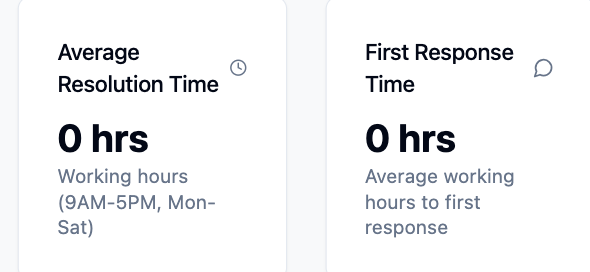 Average
Resolution Time
0 hrs
Working hours
(9AM-5PM, Mon-
Sat)
First Response
Time
0 hrs
Average working
hours to first
response